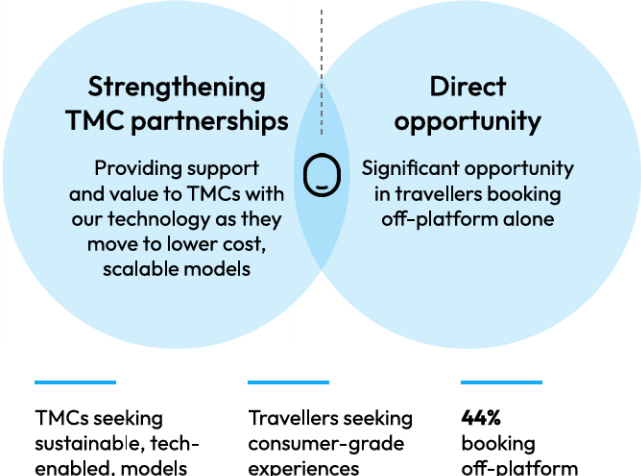 Strengthening
TMC partnerships
Providing support
and value to TMCs with
our technology as they
move to lower cost,
scalable models
Direct
opportunity
Significant opportunity
in travellers booking
off-platform alone
TMCs seeking
sustainable, tech-
enabled, models
Travellers seeking
consumer-grade
experiences
44%
booking
off-platform